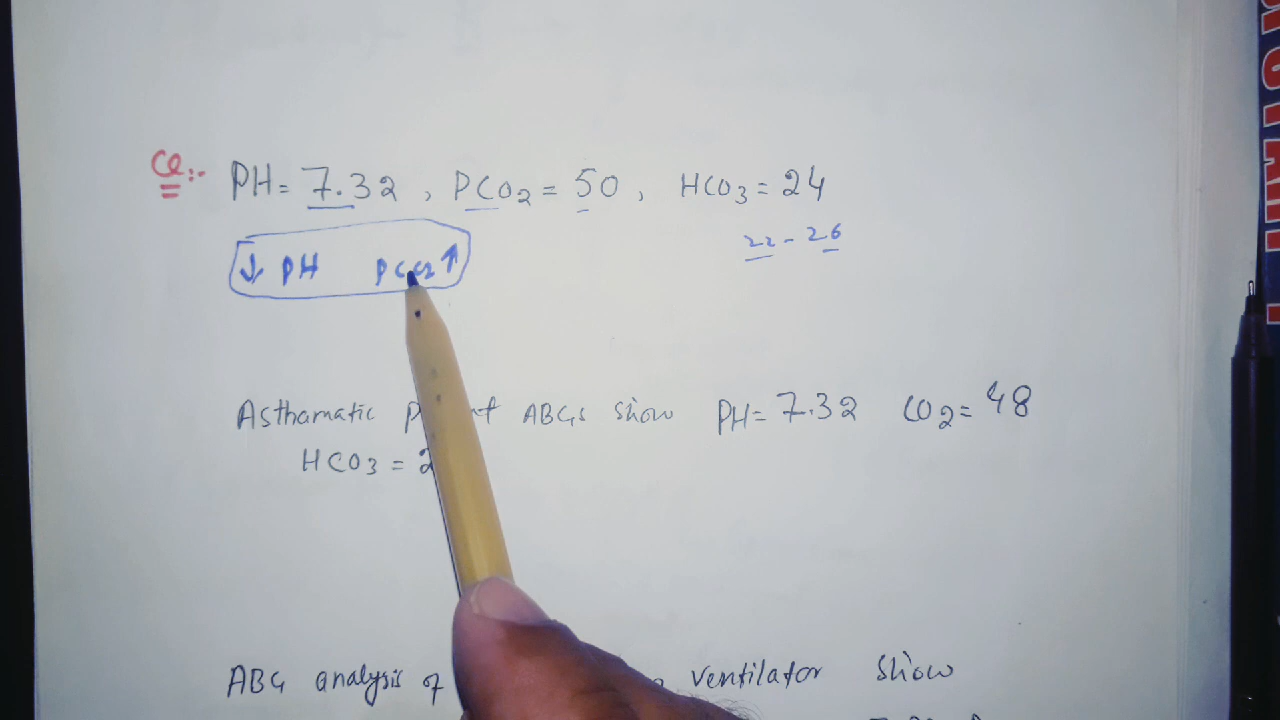 Q:- PH = 7.32 , PCO2 = 50 , HCO3 = 24
↓ PH PCO2 ↑ 22 - 26
Asthamatic ABGs show PH = 7.32 CO2 = 48
HCO3 = 2
ABG analysis of ventilator show